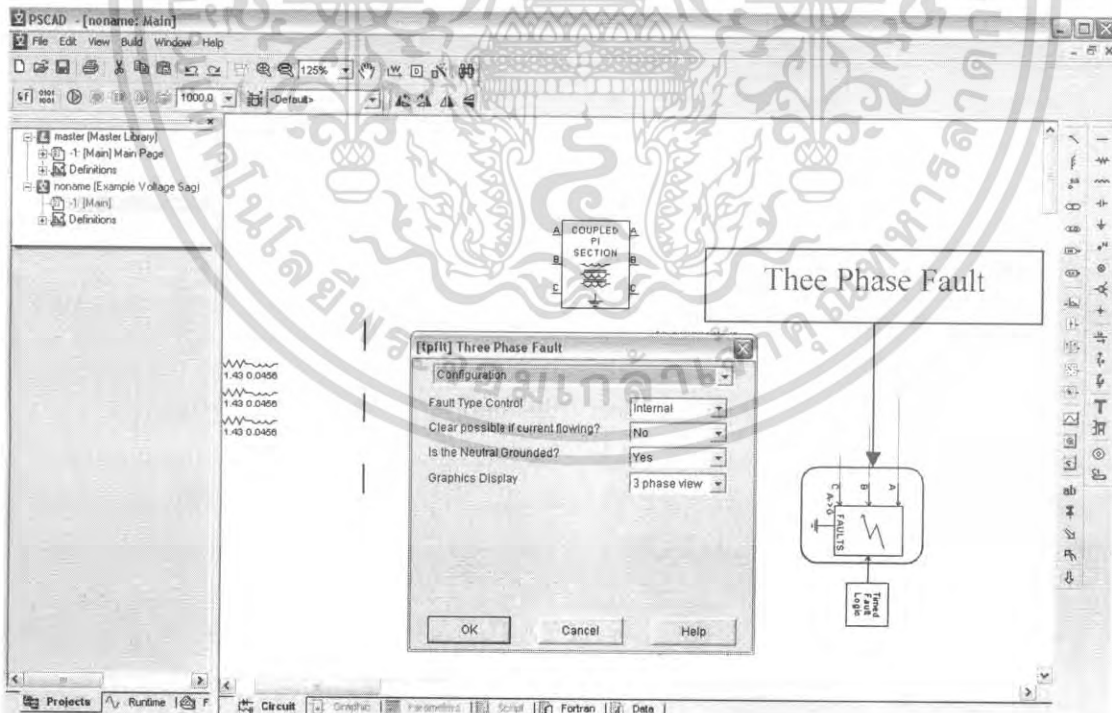 PSCAD - [noname: Main]
File Edit View Build Window Help
125%
1000.0 <Default>
master (Master Library)
-1: [Main] Main Page
Definitions
noname (Example Voltage Sag)
-1: [Main]
Definitions
A COUPLED A
PI
B SECTION B
C C
Thee Phase Fault
1.43 0.0456
1.43 0.0456
1.43 0.0456
[tpflt] Three Phase Fault
Configuration
Fault Type Control Internal
Clear possible if current flowing? No
Is the Neutral Grounded? Yes
Graphics Display 3 phase view
OK Cancel Help
C B A
A->G
FAULTS
Timed
Fault
Logic
ab
T
Projects Runtime F
Circuit Graphic Parameters Script Fortran Data